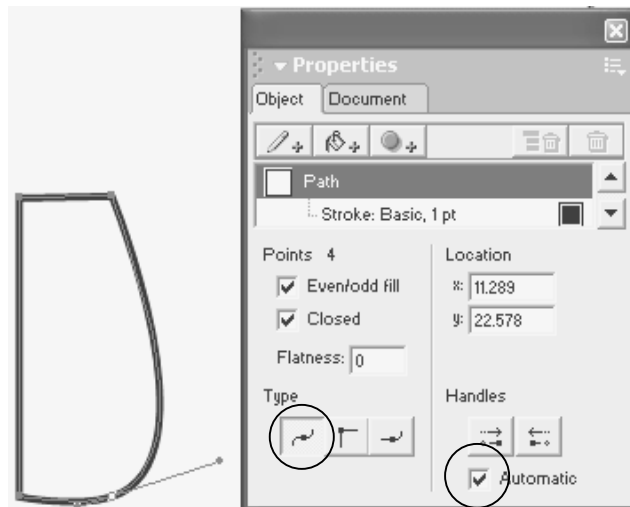 Properties
Object Document
Path
Stroke: Basic, 1 pt
Points 4
Even/odd fill
Closed
Flatness: 0
Type
Location
x: 11.289
y: 22.578
Handles
Automatic